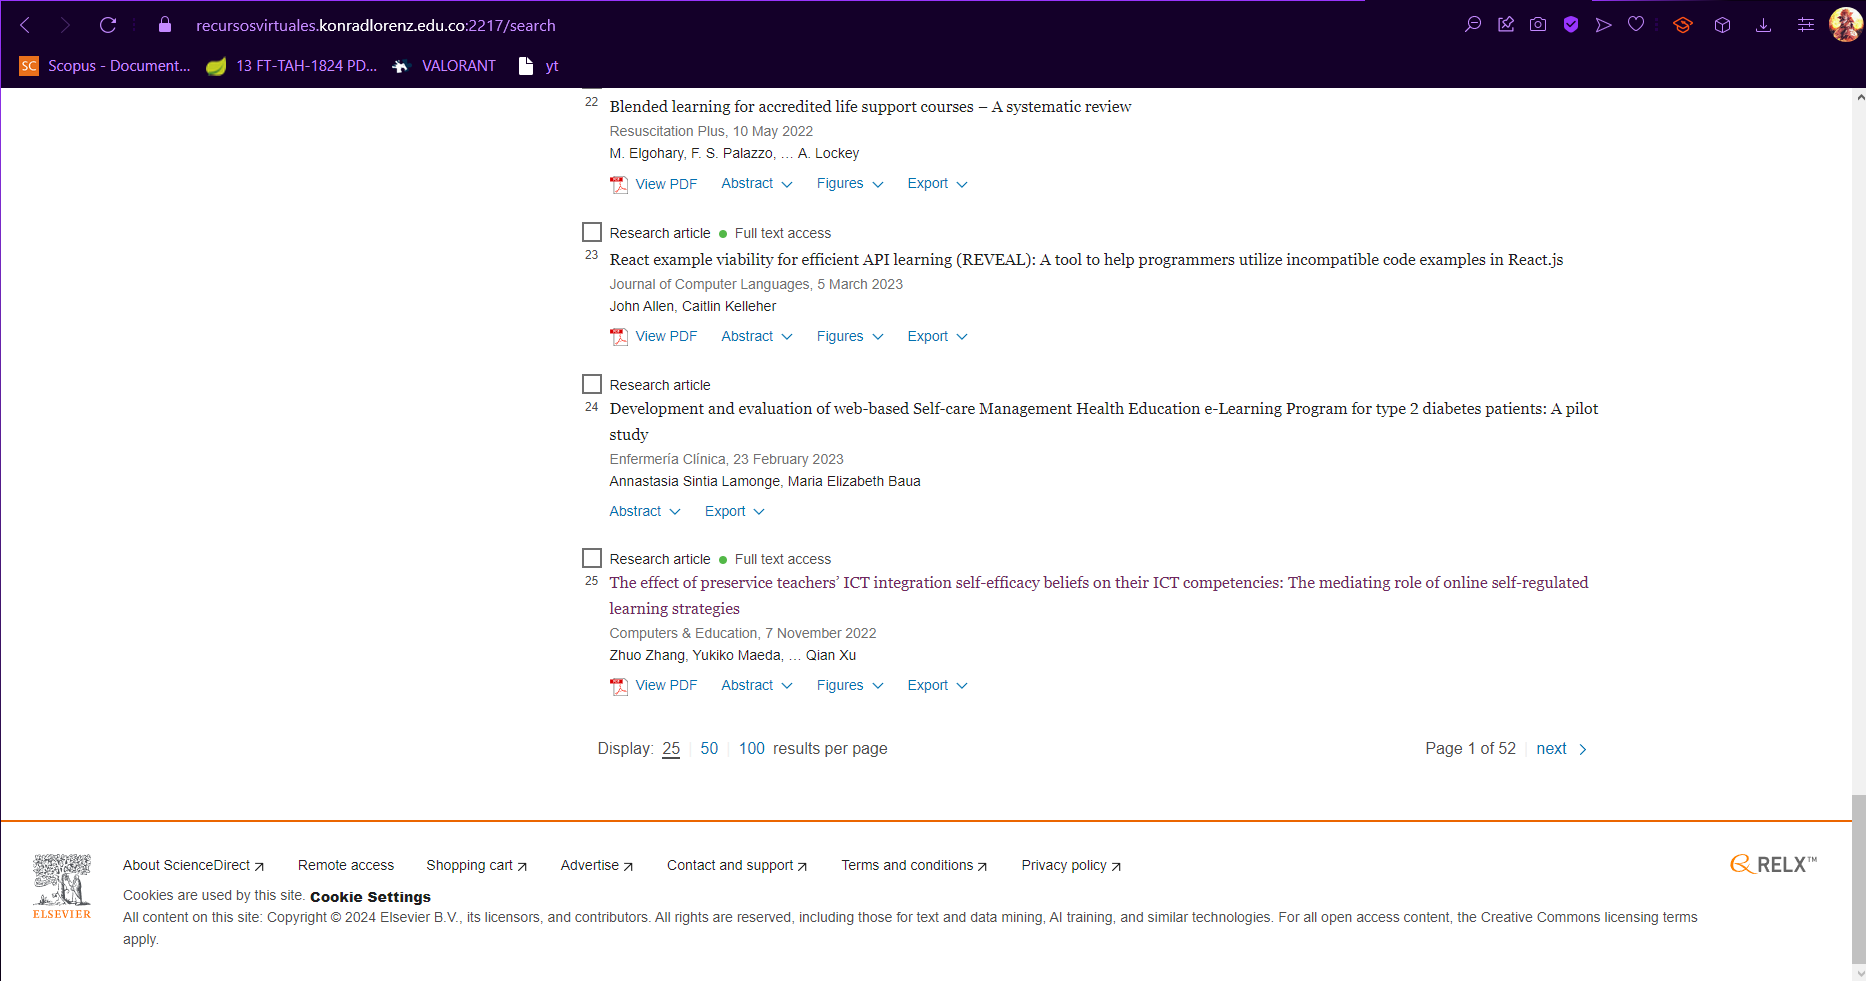 recursosvirtuales.konradlorenz.edu.co:2217/search
SC Scopus - Document... 13 FT-TAH-1824 PD... VALORANT yt
22 Blended learning for accredited life support courses – A systematic review
Resuscitation Plus, 10 May 2022
M. Elgohary, F. S. Palazzo, … A. Lockey
View PDF Abstract Figures Export
Research article Full text access
23 React example viability for efficient API learning (REVEAL): A tool to help programmers utilize incompatible code examples in React.js
Journal of Computer Languages, 5 March 2023
John Allen, Caitlin Kelleher
View PDF Abstract Figures Export
Research article
24 Development and evaluation of web-based Self-care Management Health Education e-Learning Program for type 2 diabetes patients: A pilot
study
Enfermería Clínica, 23 February 2023
Annastasia Sintia Lamonge, Maria Elizabeth Baua
Abstract Export
Research article Full text access
25 The effect of preservice teachers’ ICT integration self-efficacy beliefs on their ICT competencies: The mediating role of online self-regulated
learning strategies
Computers & Education, 7 November 2022
Zhuo Zhang, Yukiko Maeda, … Qian Xu
View PDF Abstract Figures Export
Display: 25 50 100 results per page Page 1 of 52 next
About ScienceDirect Remote access Shopping cart Advertise Contact and support Terms and conditions Privacy policy
RELX™
Cookies are used by this site. Cookie Settings
ELSEVIER
All content on this site: Copyright © 2024 Elsevier B.V., its licensors, and contributors. All rights are reserved, including those for text and data mining, AI training, and similar technologies. For all open access content, the Creative Commons licensing terms
apply.